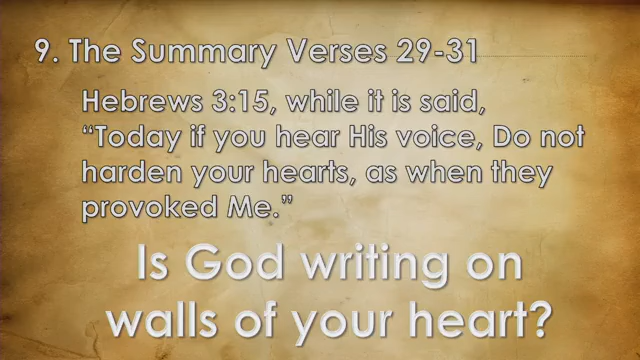 9. The Summary Verses 29-31
Hebrews 3:15, while it is said,
“Today if you hear His voice, Do not
harden your hearts, as when they
provoked Me.”
Is God writing on
walls of your heart?